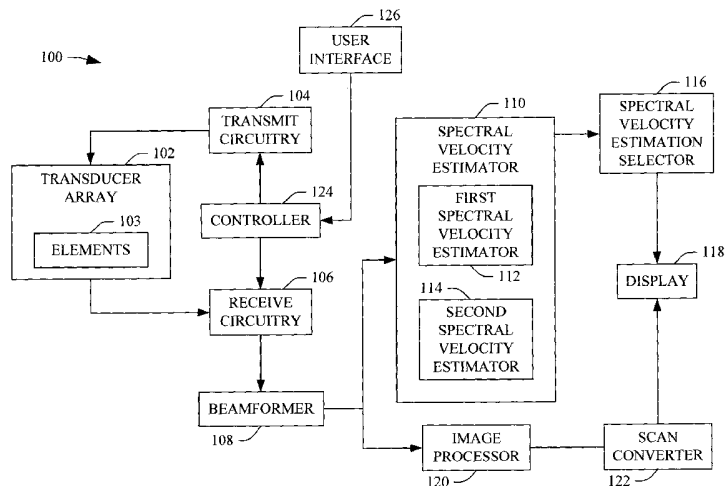 126
USER
INTERFACE
100
104
TRANSMIT
CIRCUITRY
102
TRANSDUCER
ARRAY
103
ELEMENTS
124
CONTROLLER
106
RECEIVE
CIRCUITRY
BEAMFORMER
108
110
SPECTRAL
VELOCITY
ESTIMATOR
FIRST
SPECTRAL
VELOCITY
ESTIMATOR
112
114
SECOND
SPECTRAL
VELOCITY
ESTIMATOR
116
SPECTRAL
VELOCITY
ESTIMATION
SELECTOR
118
DISPLAY
IMAGE
PROCESSOR
120
SCAN
CONVERTER
122